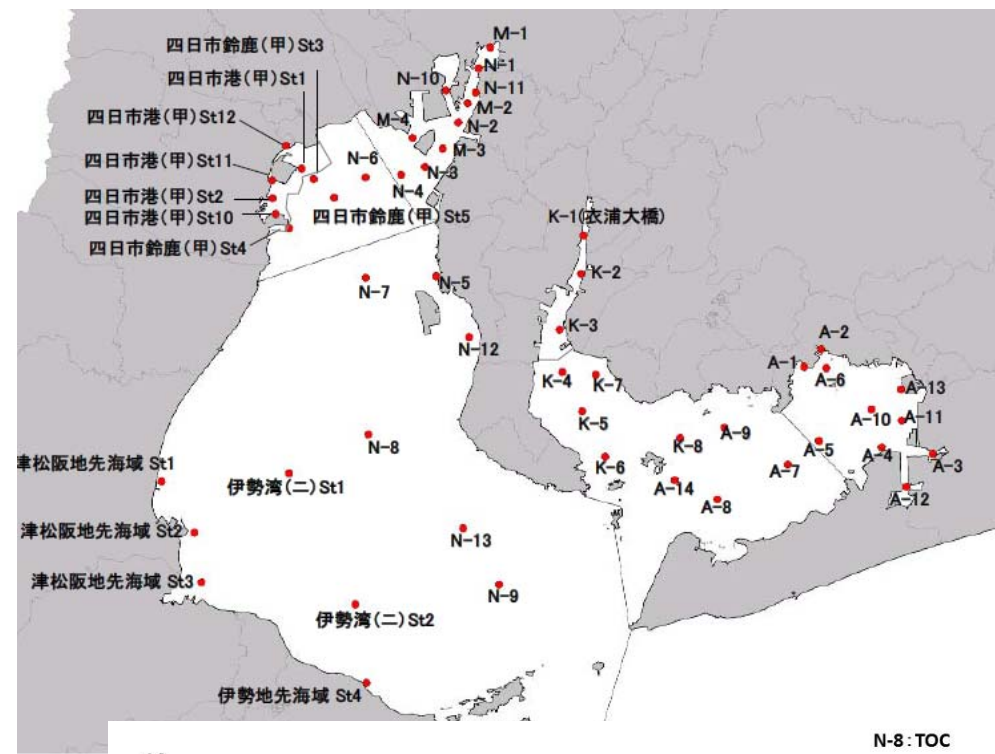 四日市鈴鹿(甲)St3
四日市港(甲)St1
四日市港(甲)St12
四日市港(甲)St11
四日市港(甲)St2
四日市港(甲)St10
四日市鈴鹿(甲)St4
M-1
N-1
N-10
N-11
M-2
M-4
N-2
M-3
N-6
N-3
N-4
四日市鈴鹿(甲)St5
K-1(衣浦大橋)
N-7
N-5
K-2
N-12
K-3
A-2
A-1
A-6
K-4
K-7
A-13
A-10
A-11
K-5
N-8
K-8
A-9
A-5
A-4
A-3
K-6
A-7
津松阪地先海域 St1
伊勢湾(二)St1
A-14
A-8
A-12
津松阪地先海域 St2
N-13
津松阪地先海域 St3
N-9
伊勢湾(二)St2
伊勢地先海域 St4
N-8:TOC